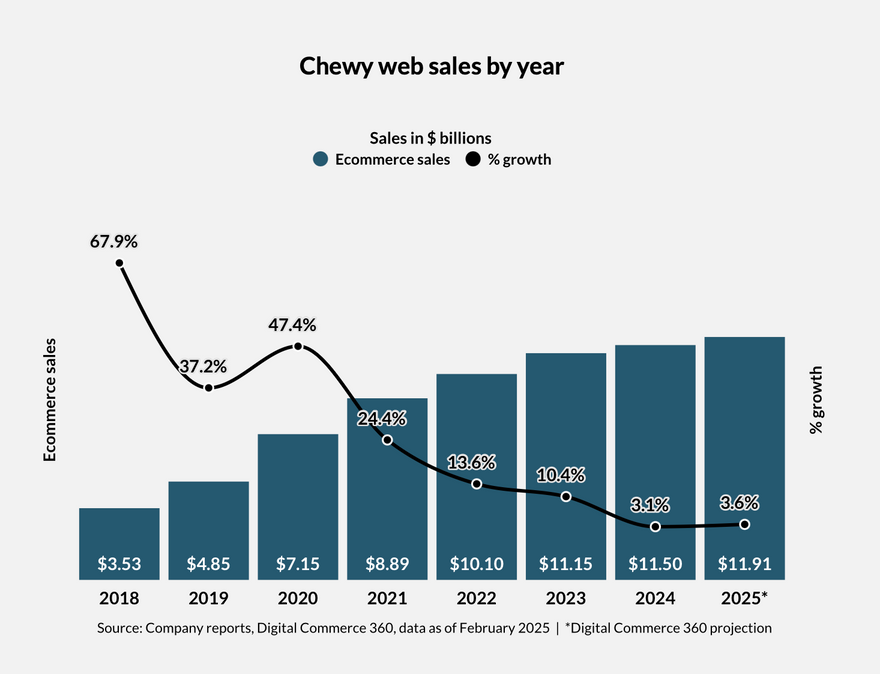 Chewy web sales by year
Sales in $ billions
Ecommerce sales % growth
67.9%
37.2%
47.4%
24.4%
13.6%
10.4%
3.1%
3.6%
Ecommerce sales
% growth
$3.53 $4.85 $7.15 $8.89 $10.10 $11.15 $11.50 $11.91
2018 2019 2020 2021 2022 2023 2024 2025*
Source: Company reports, Digital Commerce 360, data as of February 2025 | *Digital Commerce 360 projection